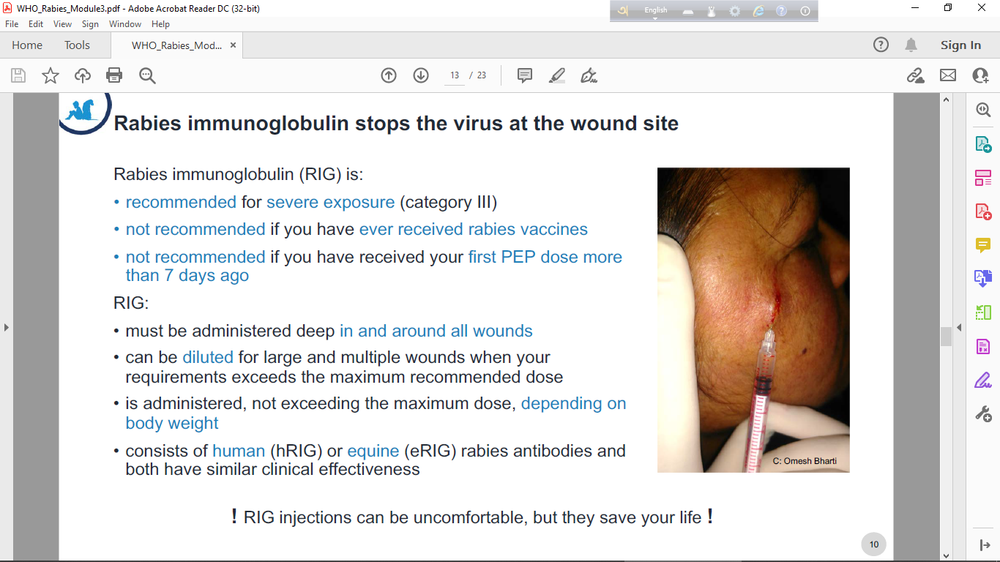 WHO_Rabies_Module3.pdf - Adobe Acrobat Reader DC (32-bit)
English
File Edit View Sign Window Help
Home Tools WHO_Rabies_Mod... Sign In
13 / 23
Rabies immunoglobulin stops the virus at the wound site
Rabies immunoglobulin (RIG) is:
• recommended for severe exposure (category III)
• not recommended if you have ever received rabies vaccines
• not recommended if you have received your first PEP dose more
than 7 days ago
RIG:
• must be administered deep in and around all wounds
• can be diluted for large and multiple wounds when your
requirements exceeds the maximum recommended dose
• is administered, not exceeding the maximum dose, depending on
body weight
• consists of human (hRIG) or equine (eRIG) rabies antibodies and
both have similar clinical effectiveness
C: Omesh Bharti
! RIG injections can be uncomfortable, but they save your life !
10